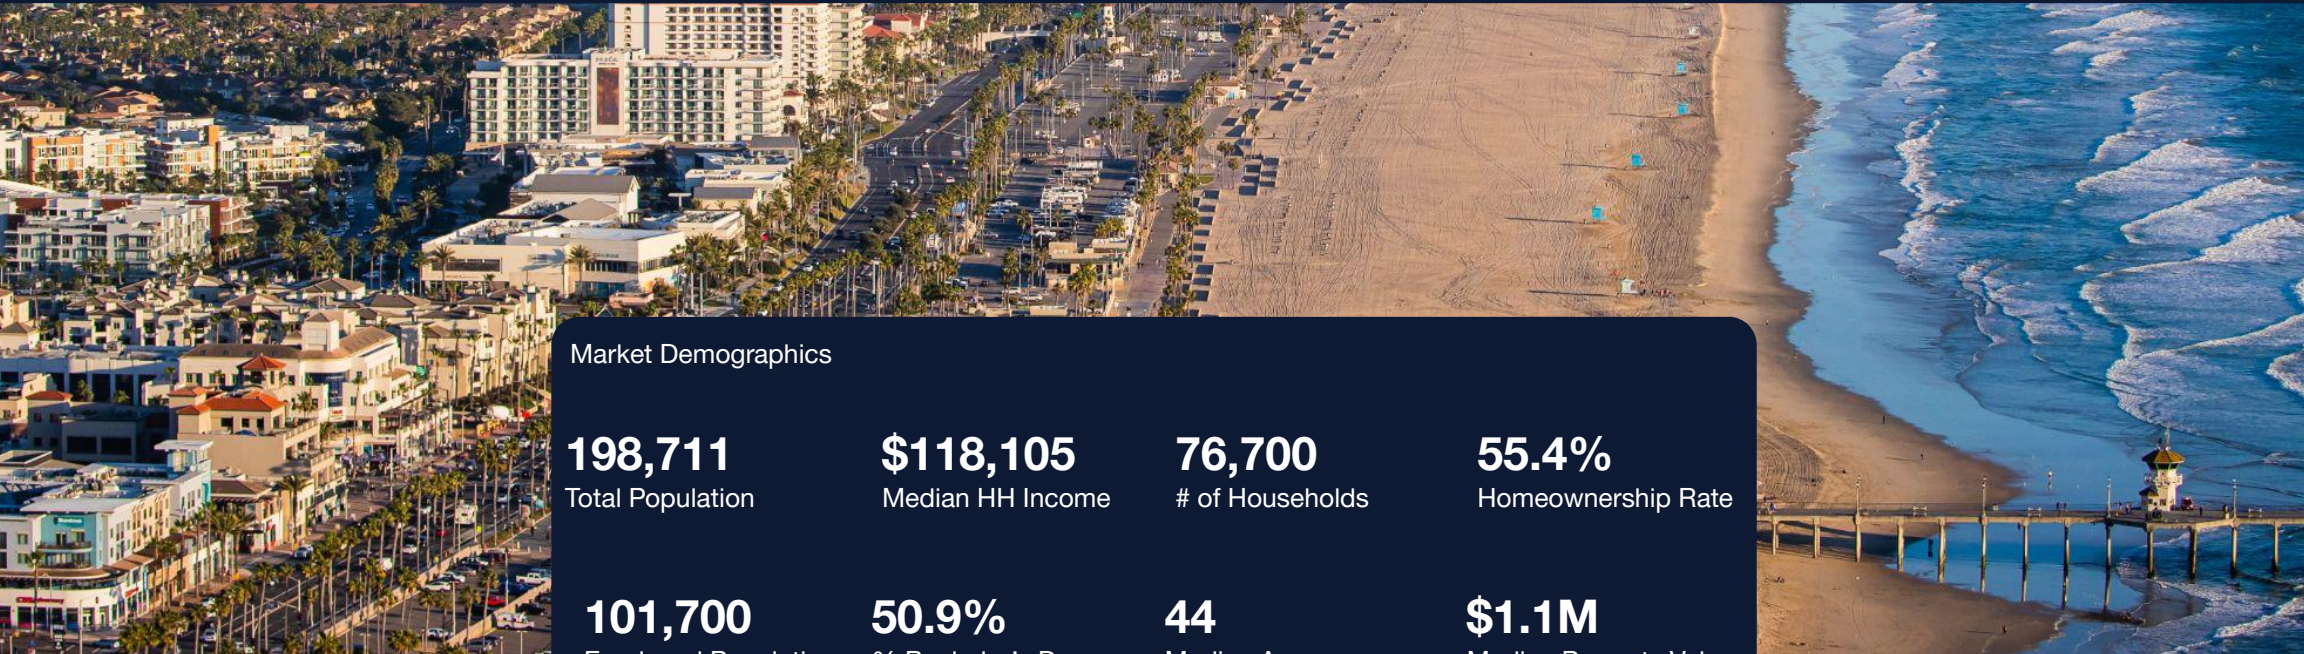 Market Demographics
198,711 $118,105 76,700 55.4%
Total Population Median HH Income # of Households Homeownership Rate
101,700 50.9% 44 $1.1M